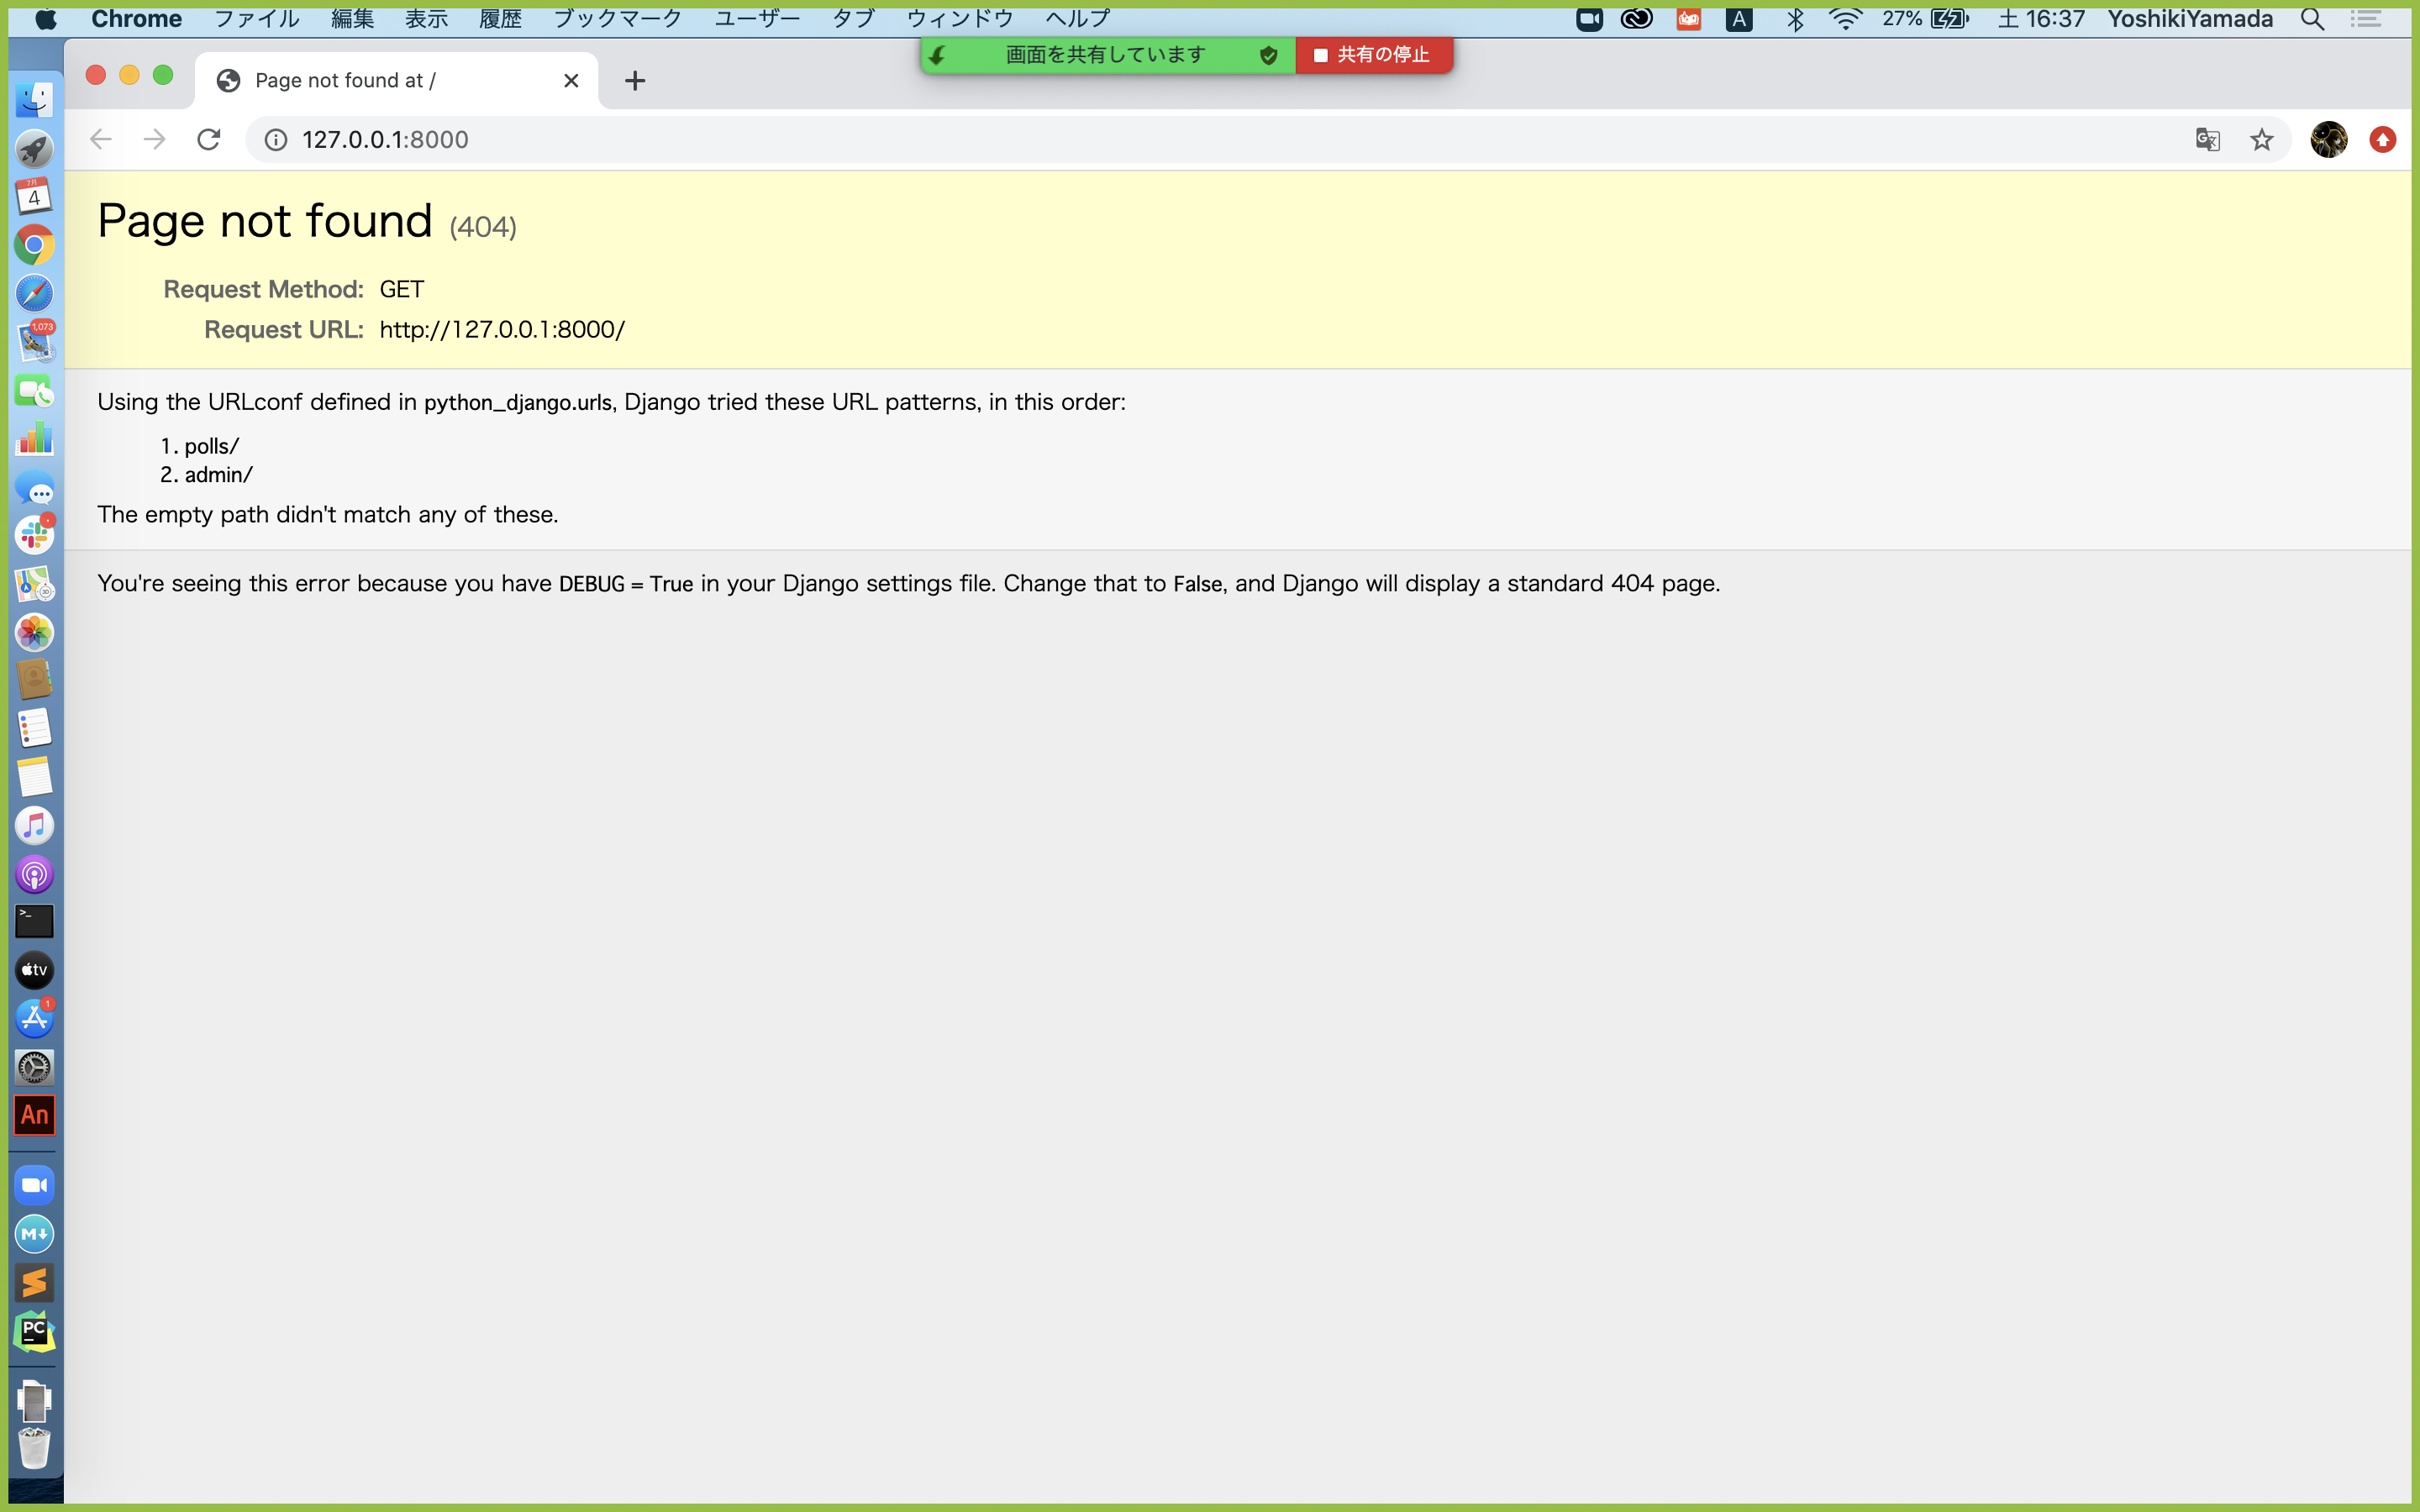 Chrome ファイル 編集 表示 履歴 ブックマーク ユーザー タブ ウィンドウ ヘルプ A 27% 土 16:37 YoshikiYamada
画面を共有しています 共有の停止
Page not found at /
127.0.0.1:8000
Page not found (404)
Request Method: GET
Request URL: http://127.0.0.1:8000/
Using the URLconf defined in python_django.urls, Django tried these URL patterns, in this order:
1. polls/
2. admin/
The empty path didn't match any of these.
You're seeing this error because you have DEBUG = True in your Django settings file. Change that to False, and Django will display a standard 404 page.
7月
4
1,073
3D
>_
tv
1
An
M
PC